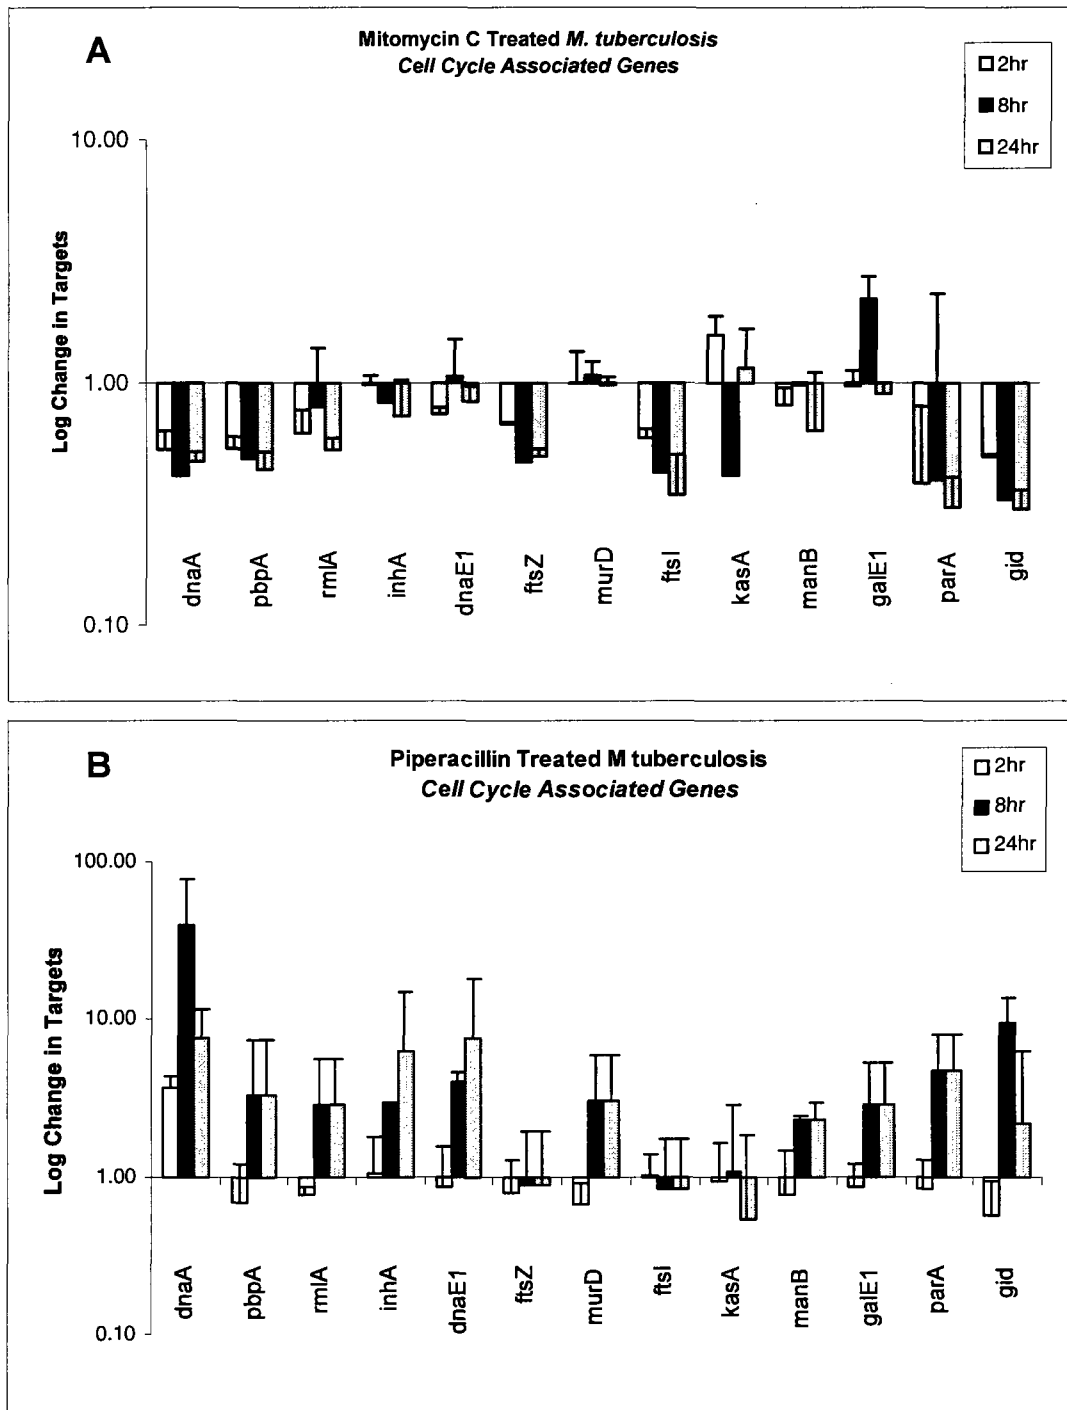 A
Mitomycin C Treated M. tuberculosis
Cell Cycle Associated Genes
2hr
8hr
24hr
Log Change in Targets
10.00
1.00
0.10
dnaA
pbpA
rmlA
inhA
dnaE1
ftsZ
murD
ftsI
kasA
manB
galE1
parA
gid
B
Piperacillin Treated M tuberculosis
Cell Cycle Associated Genes
2hr
8hr
24hr
Log Change in Targets
100.00
10.00
1.00
0.10
dnaA
pbpA
rmlA
inhA
dnaE1
ftsZ
murD
ftsI
kasA
manB
galE1
parA
gid